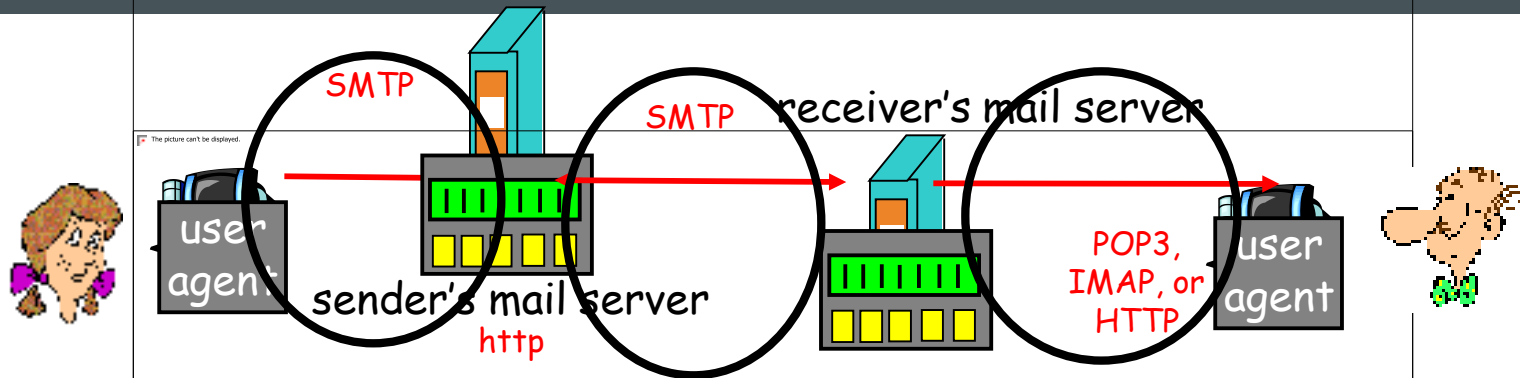 SMTP
SMTP
receiver's mail server
The picture can't be displayed.
user
agent
sender's mail server
http
POP3,
IMAP, or
HTTP
user
agent